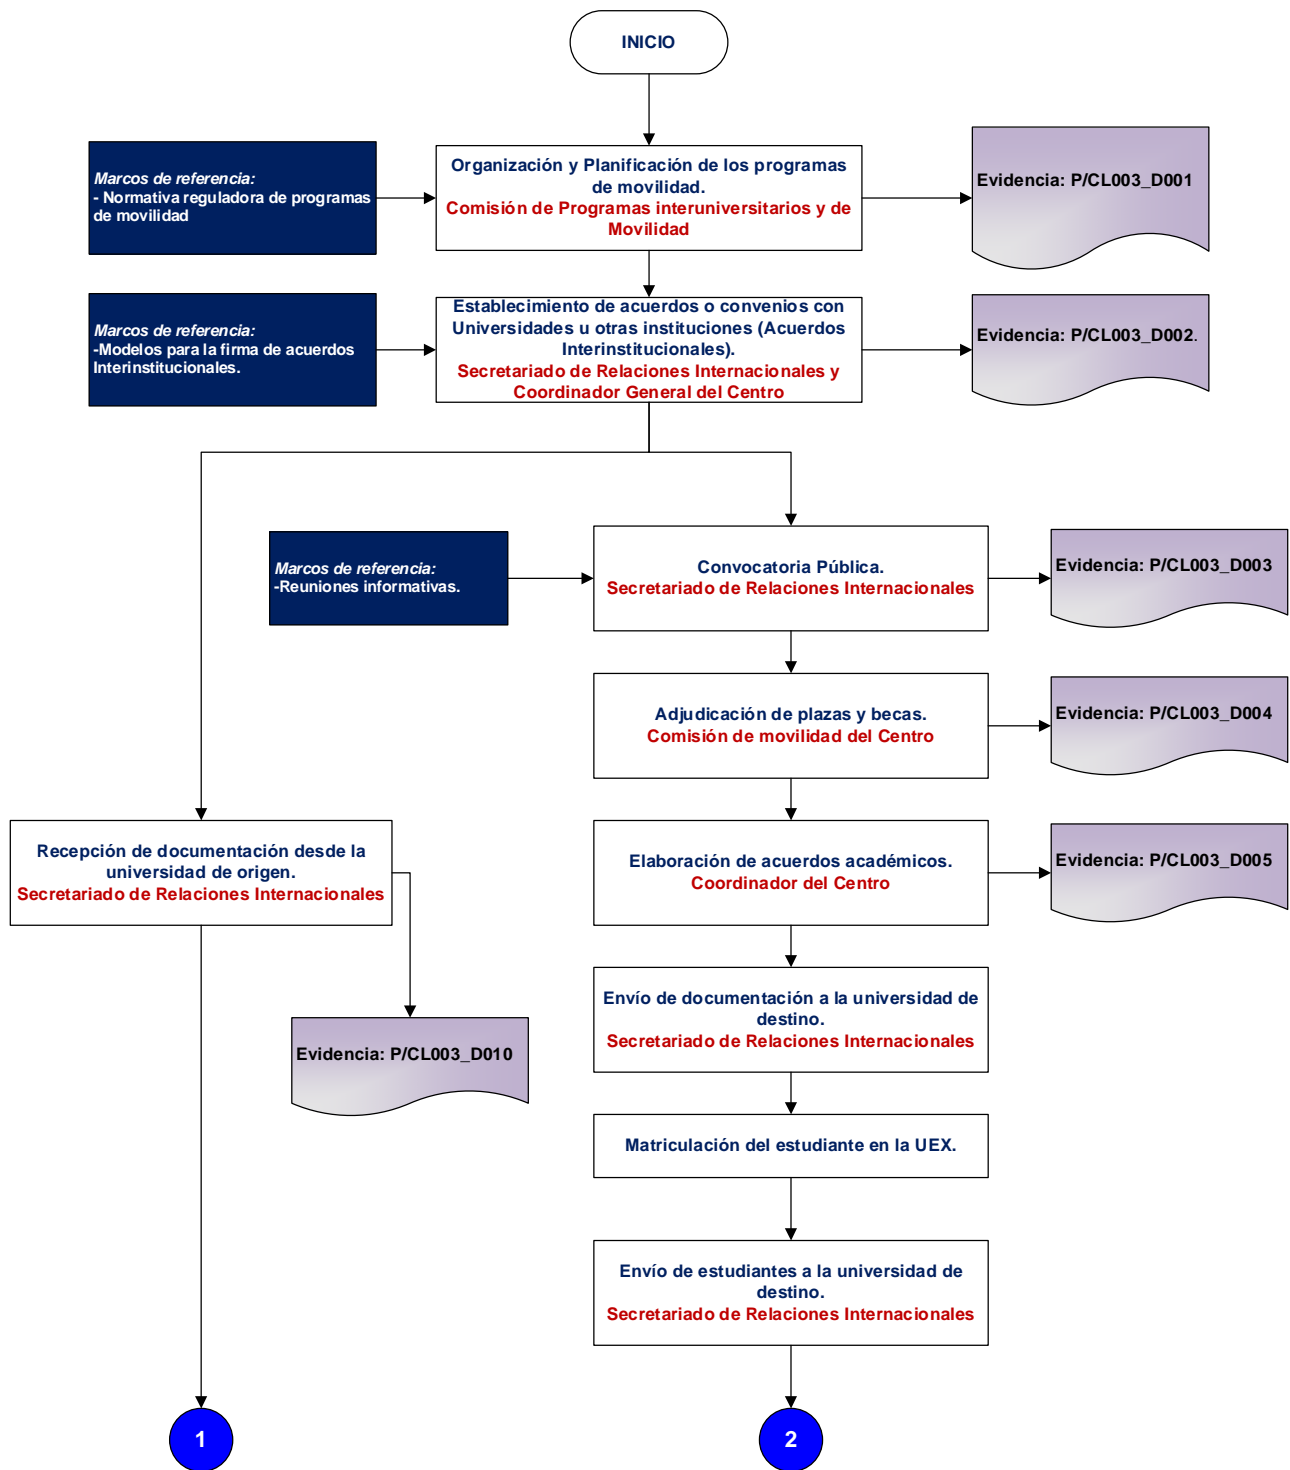 INICIO
Marcos de referencia:
- Normativa reguladora de programas
de movilidad
Organización y Planificación de los programas
de movilidad.
Comisión de Programas interuniversitarios y de
Movilidad
Evidencia: P/CL003_D001
Marcos de referencia:
-Modelos para la firma de acuerdos
Interinstitucionales.
Establecimiento de acuerdos o convenios con
Universidades u otras instituciones (Acuerdos
Interinstitucionales).
Secretariado de Relaciones Internacionales y
Coordinador General del Centro
Evidencia: P/CL003_D002.
Marcos de referencia:
-Reuniones informativas.
Convocatoria Pública.
Secretariado de Relaciones Internacionales
Evidencia: P/CL003_D003
Adjudicación de plazas y becas.
Comisión de movilidad del Centro
Evidencia: P/CL003_D004
Recepción de documentación desde la
universidad de origen.
Secretariado de Relaciones Internacionales
Elaboración de acuerdos académicos.
Coordinador del Centro
Evidencia: P/CL003_D005
Envío de documentación a la universidad de
destino.
Secretariado de Relaciones Internacionales
Evidencia: P/CL003_D010
Matriculación del estudiante en la UEX.
Envío de estudiantes a la universidad de
destino.
Secretariado de Relaciones Internacionales
1
2